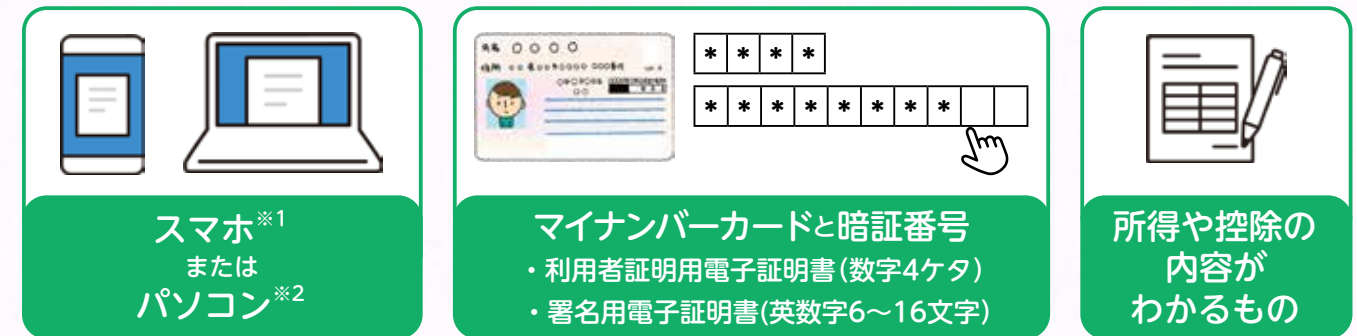 氏名 〇〇〇〇
＊＊＊＊
＊＊＊＊＊＊＊＊
スマホ※1
または
パソコン※2
マイナンバーカードと暗証番号
・利用者証明用電子証明書(数字4ケタ)
・署名用電子証明書(英数字6～16文字)
所得や控除の
内容が
わかるもの